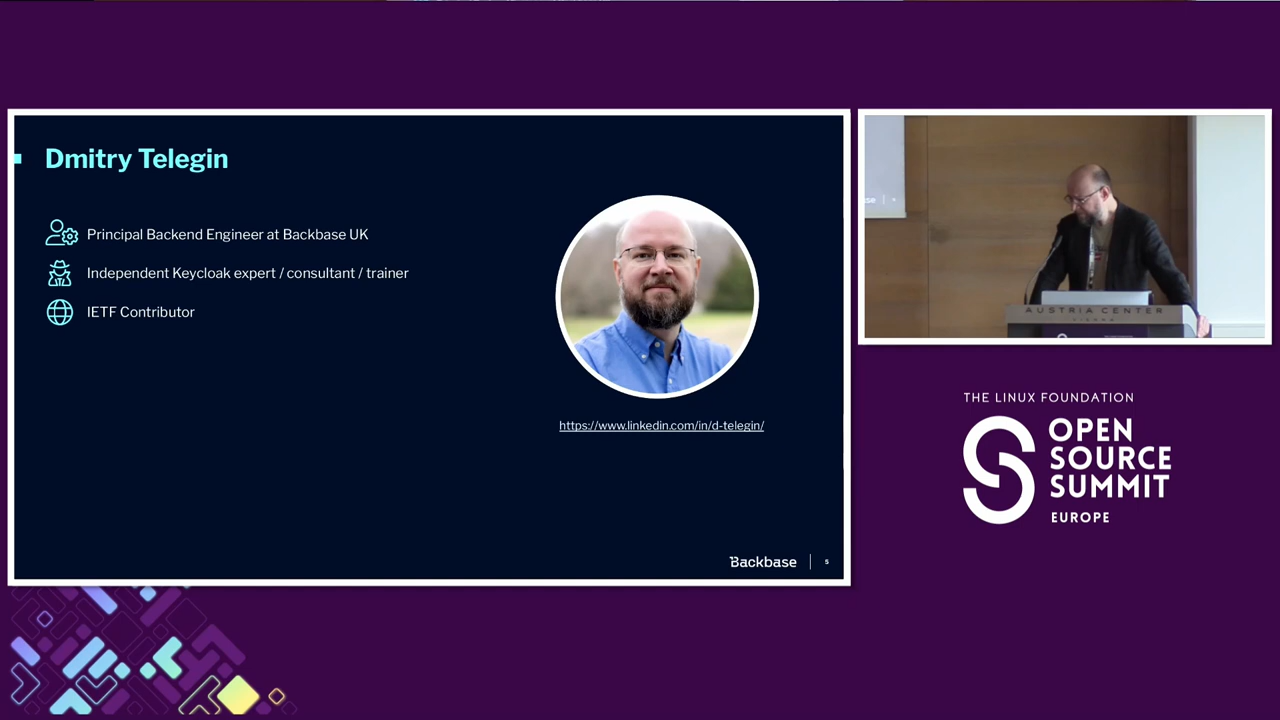 Dmitry Telegin
Principal Backend Engineer at Backbase UK
Independent Keycloak expert / consultant / trainer
IETF Contributor
https://www.linkedin.com/in/d-telegin/
Backbase
5
AUSTRIA CENTER
THE LINUX FOUNDATION
OPEN
SOURCE
SUMMIT
EUROPE